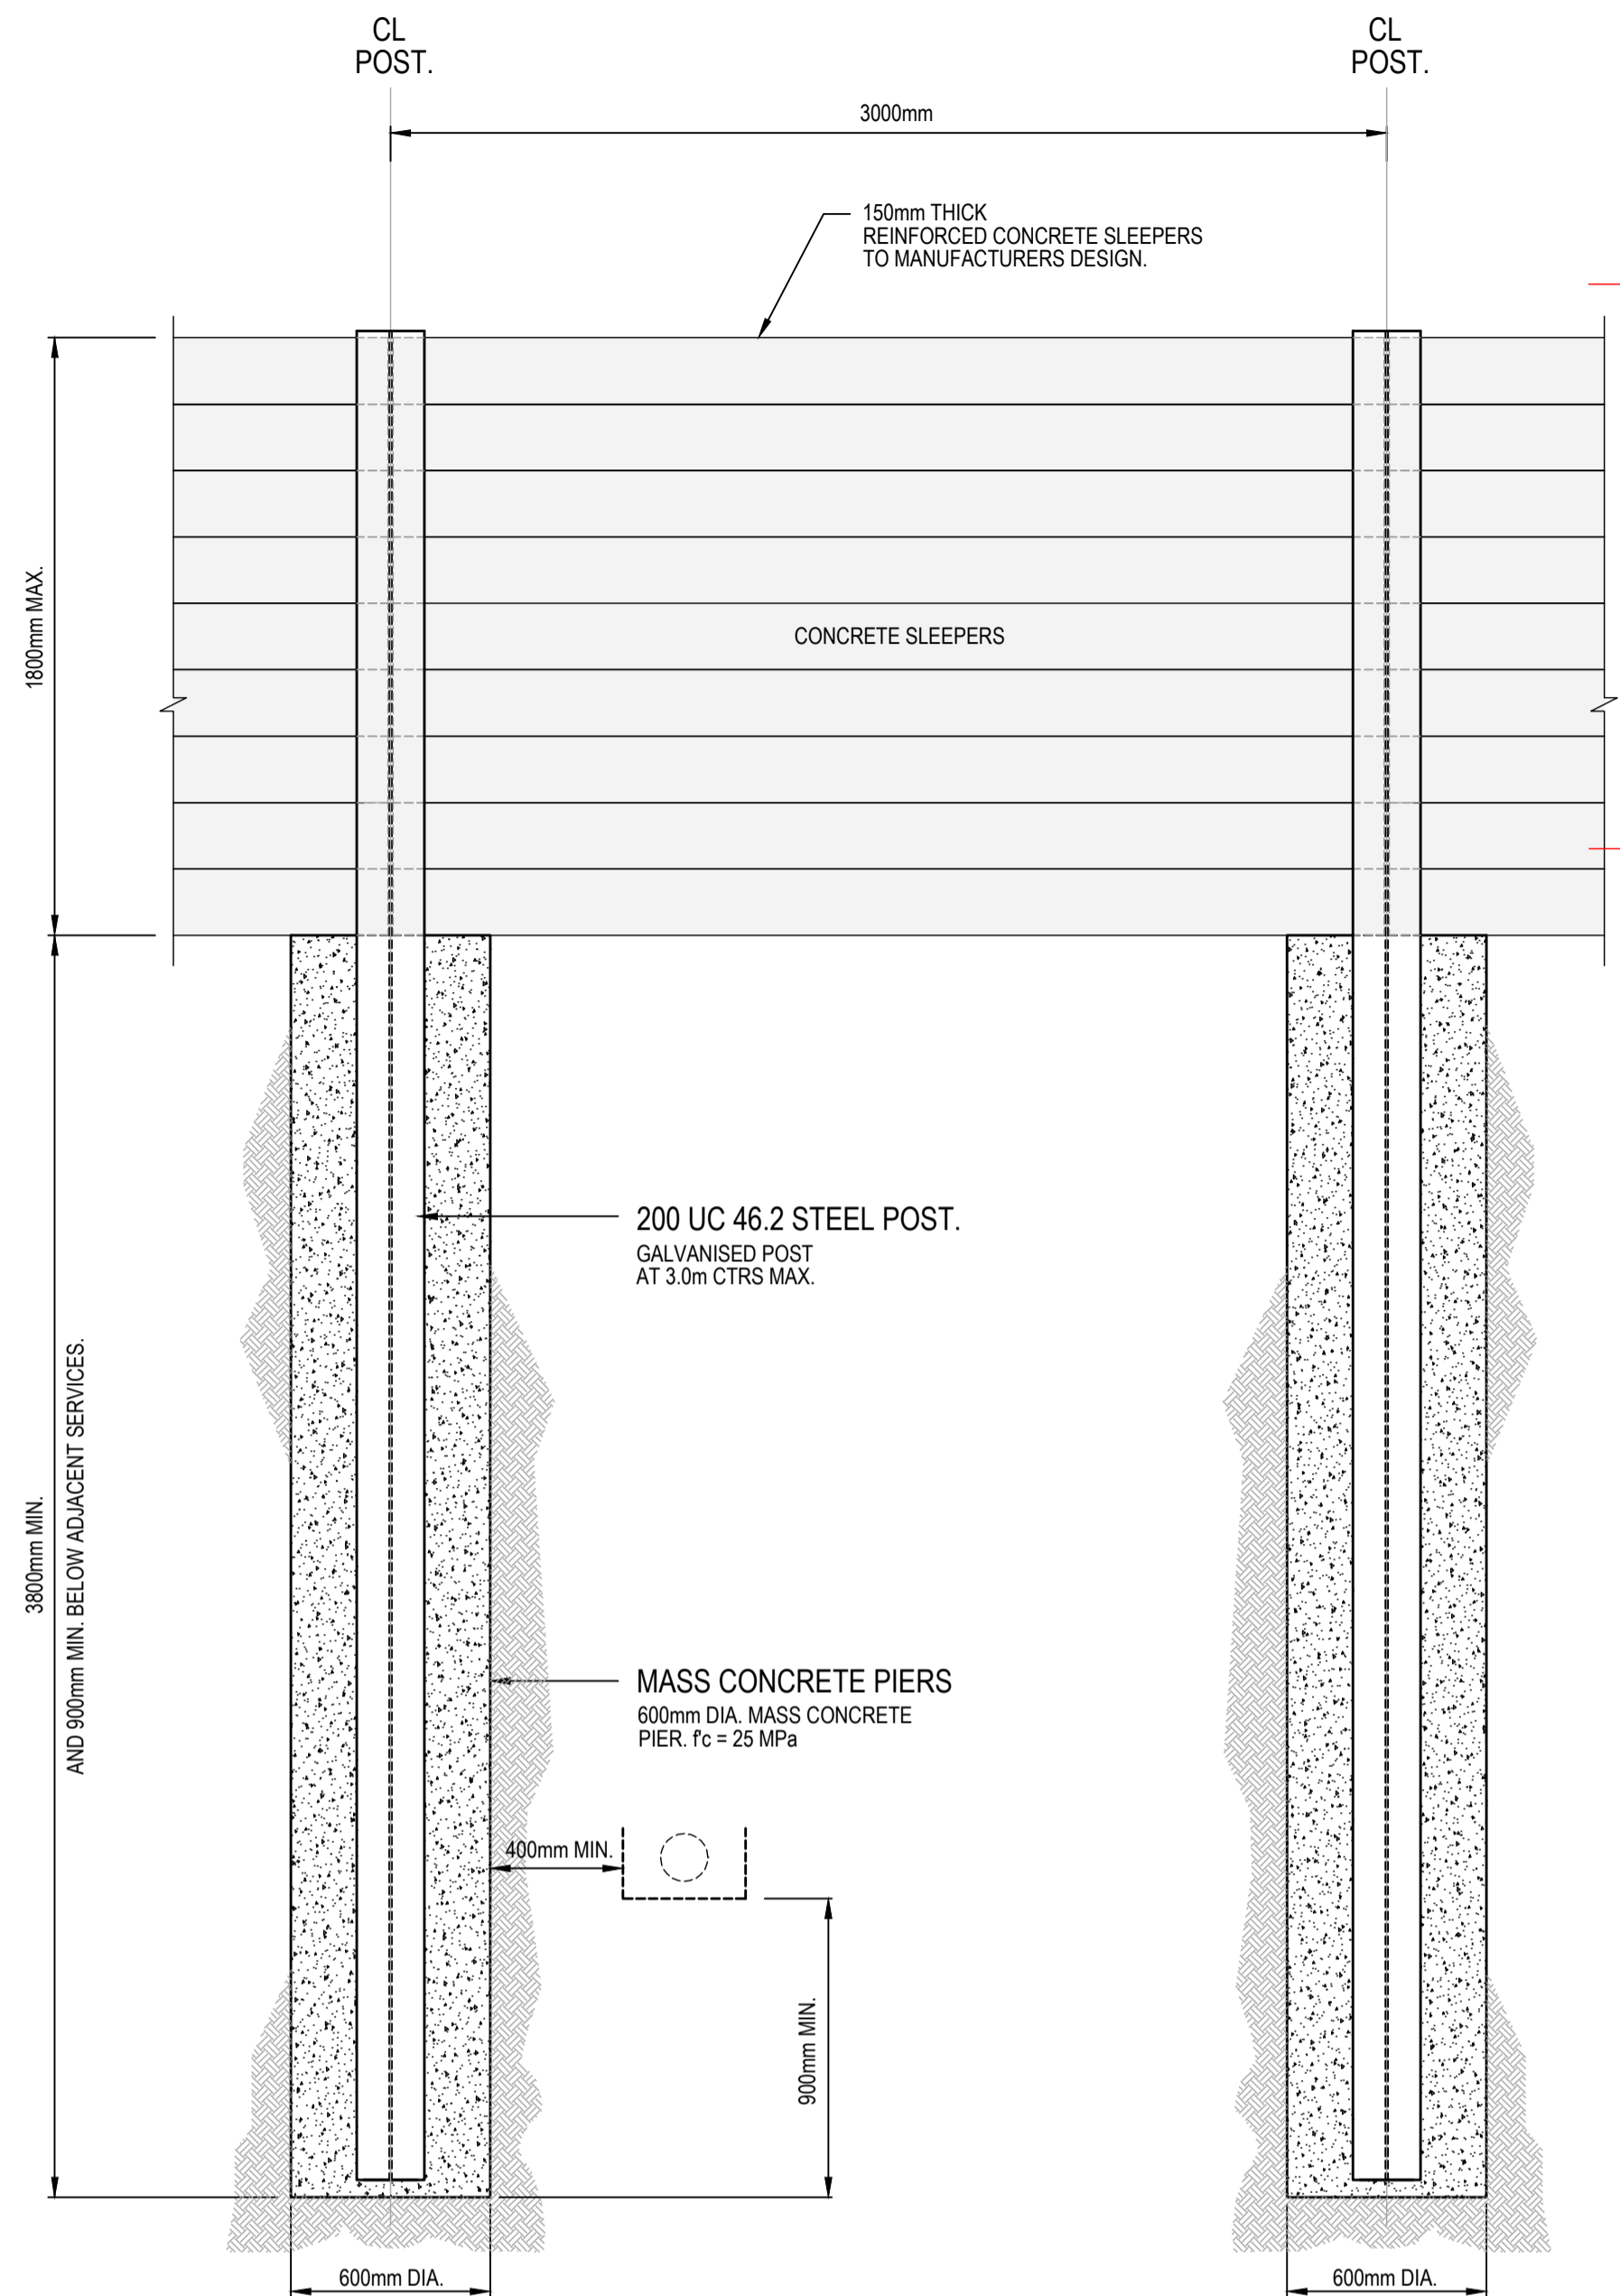 CL
POST.
CL
POST.
3000mm
150mm THICK
REINFORCED CONCRETE SLEEPERS
TO MANUFACTURERS DESIGN.
1800mm MAX.
CONCRETE SLEEPERS
200 UC 46.2 STEEL POST.
GALVANISED POST
AT 3.0m CTRS MAX.
3800mm MIN.
AND 900mm MIN. BELOW ADJACENT SERVICES.
MASS CONCRETE PIERS
600mm DIA. MASS CONCRETE
PIER. f'c = 25 MPa
400mm MIN.
900mm MIN.
600mm DIA.
600mm DIA.